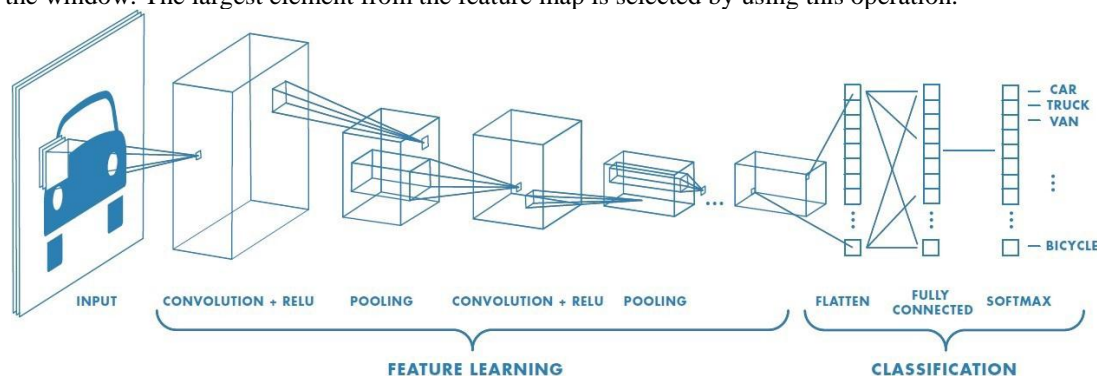 the window. The largest element from the feature map is selected by using this operation.
CAR
TRUCK
VAN
BICYCLE
INPUT
CONVOLUTION + RELU
POOLING
CONVOLUTION + RELU
POOLING
FLATTEN
FULLY
CONNECTED
SOFTMAX
FEATURE LEARNING
CLASSIFICATION